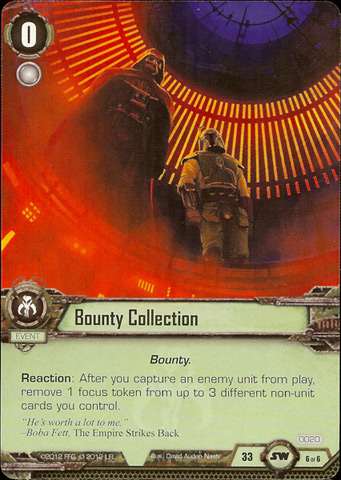 0
Bounty Collection
EVENT
Bounty.
Reaction: After you capture an enemy unit from play,
remove 1 focus token from up to 3 different non-unit
cards you control.
"He's worth a lot to me."
–Boba Fett, The Empire Strikes Back
0020
©2012 FFG ©2012 LFL
Illus. David Auden Nash
33
SW
6 of 6